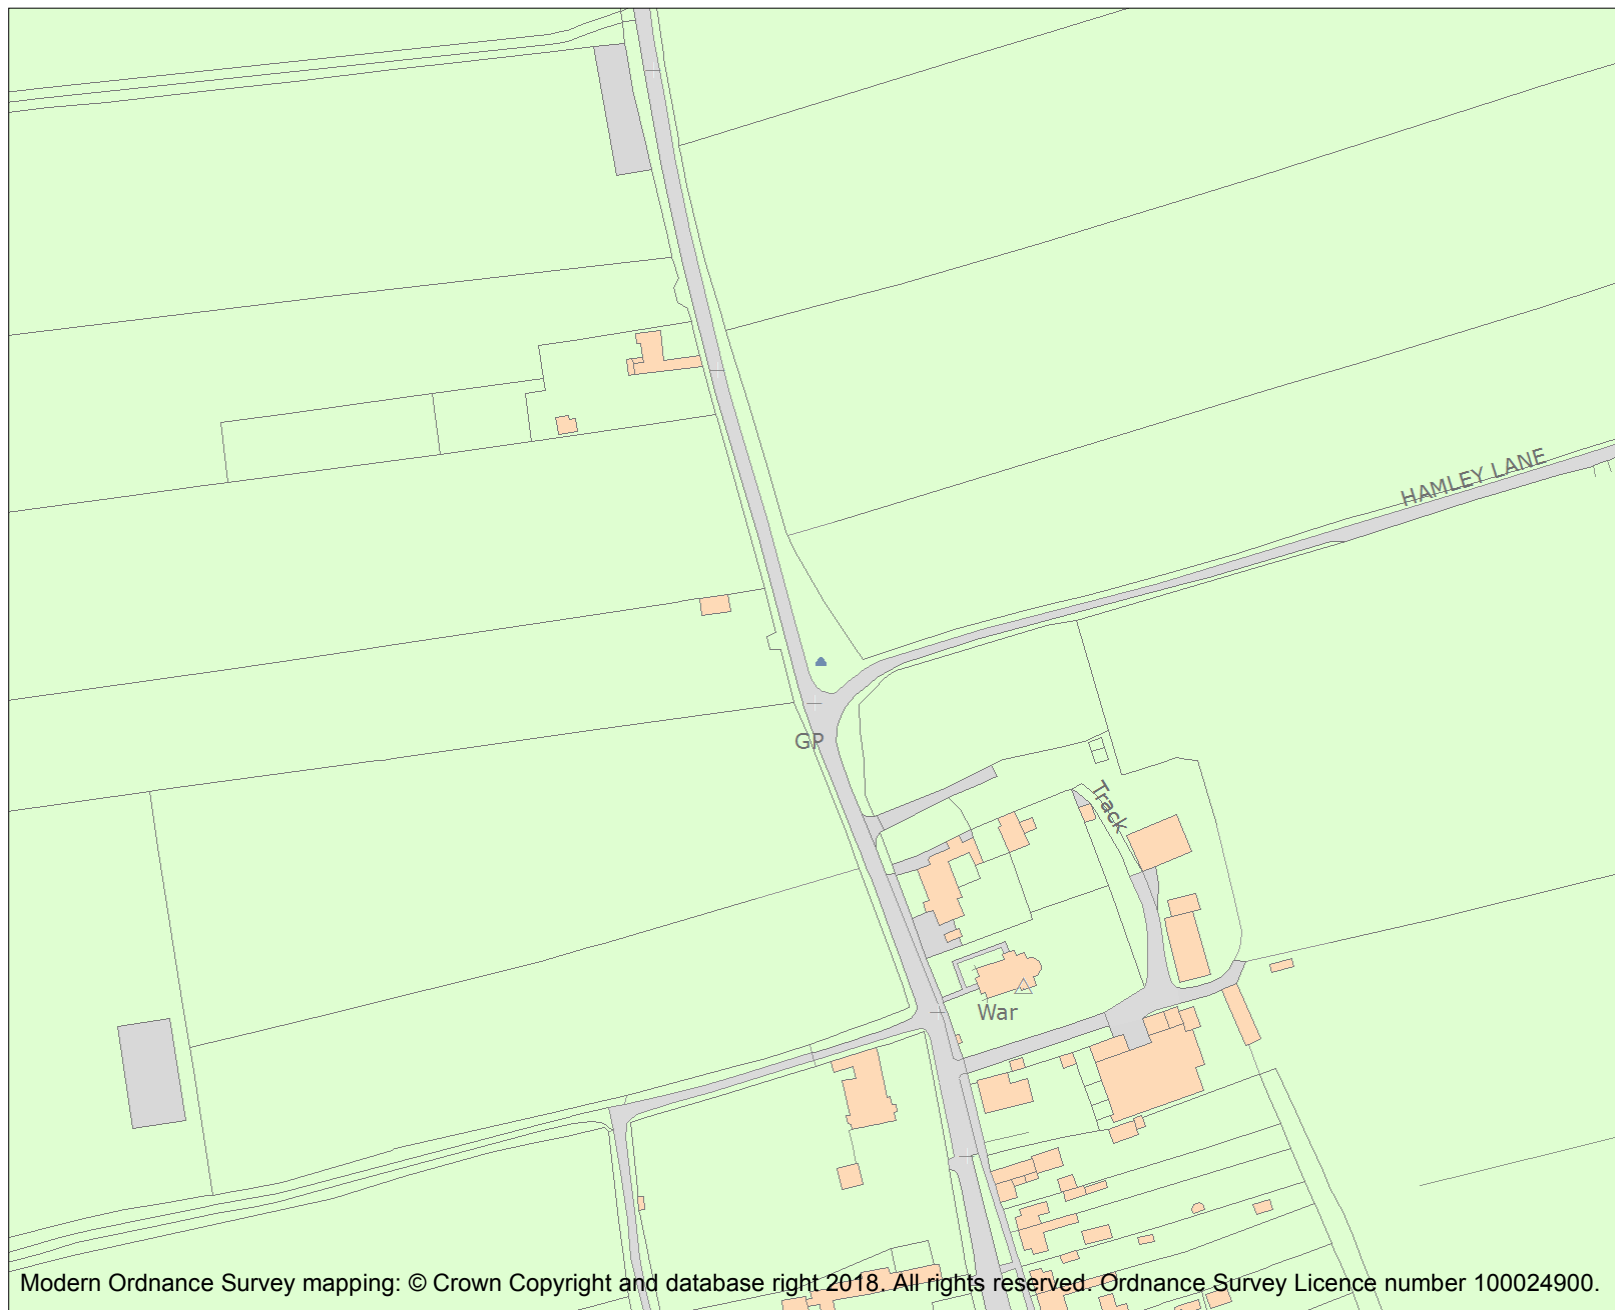 HAMLEY LANE
GP
Track
War
Modern Ordnance Survey mapping: © Crown Copyright and database right 2018. All rights reserved. Ordnance Survey Licence number 100024900.